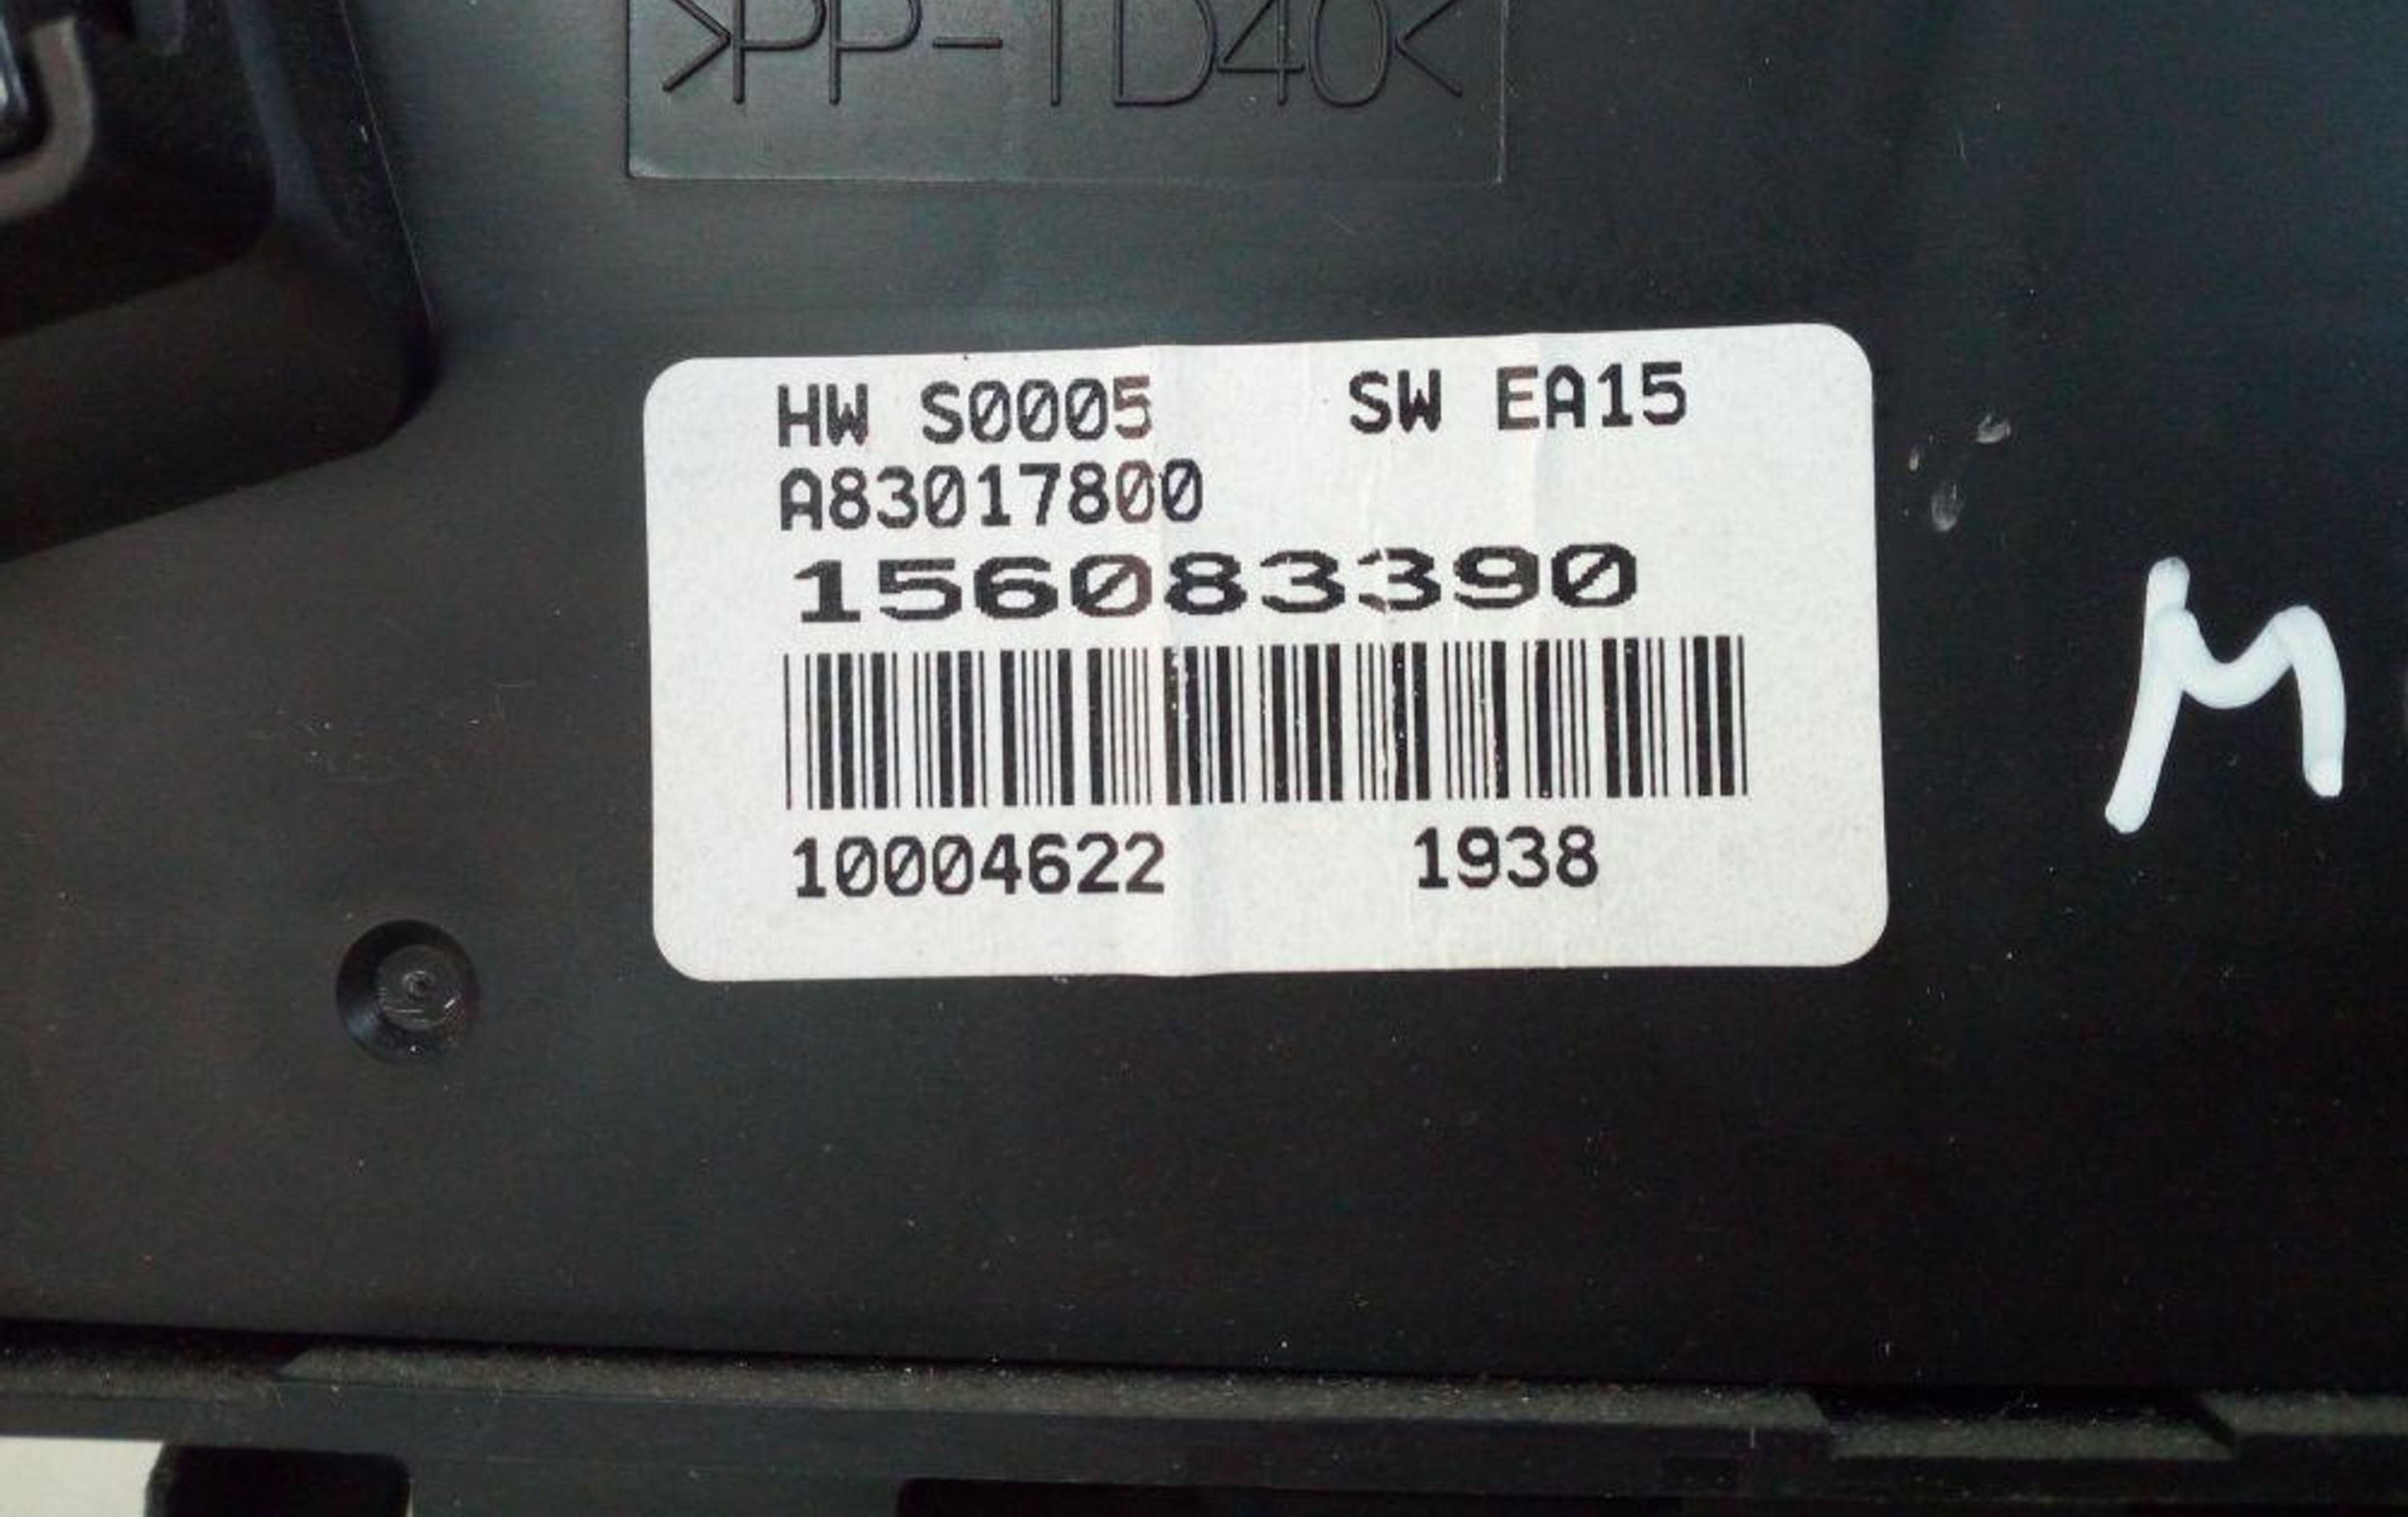 >PP-TD40<
HW S0005 SW EA15
A83017800
156083390
10004622 1938
M